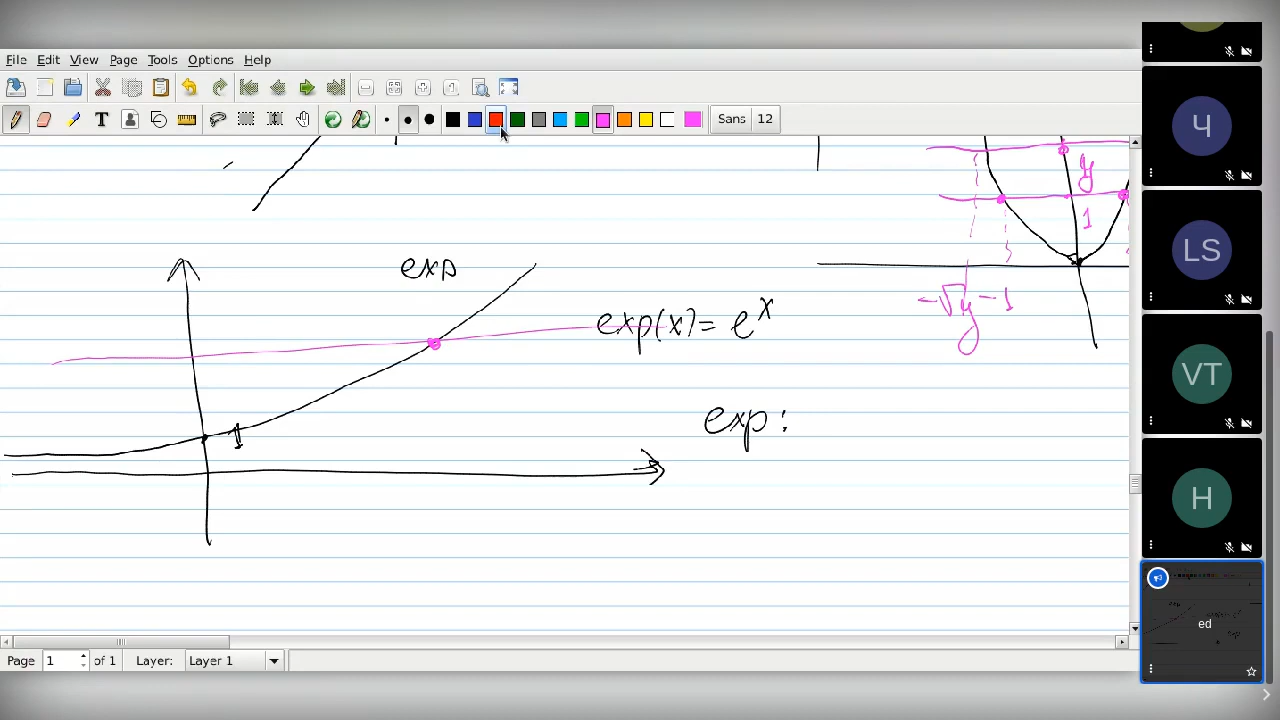 File Edit View Page Tools Options Help
Sans 12
exp
exp(x) = e^x
exp :
1
y
1
-√y -1
Ч
LS
VT
H
ed
Page 1 of 1 Layer: Layer 1